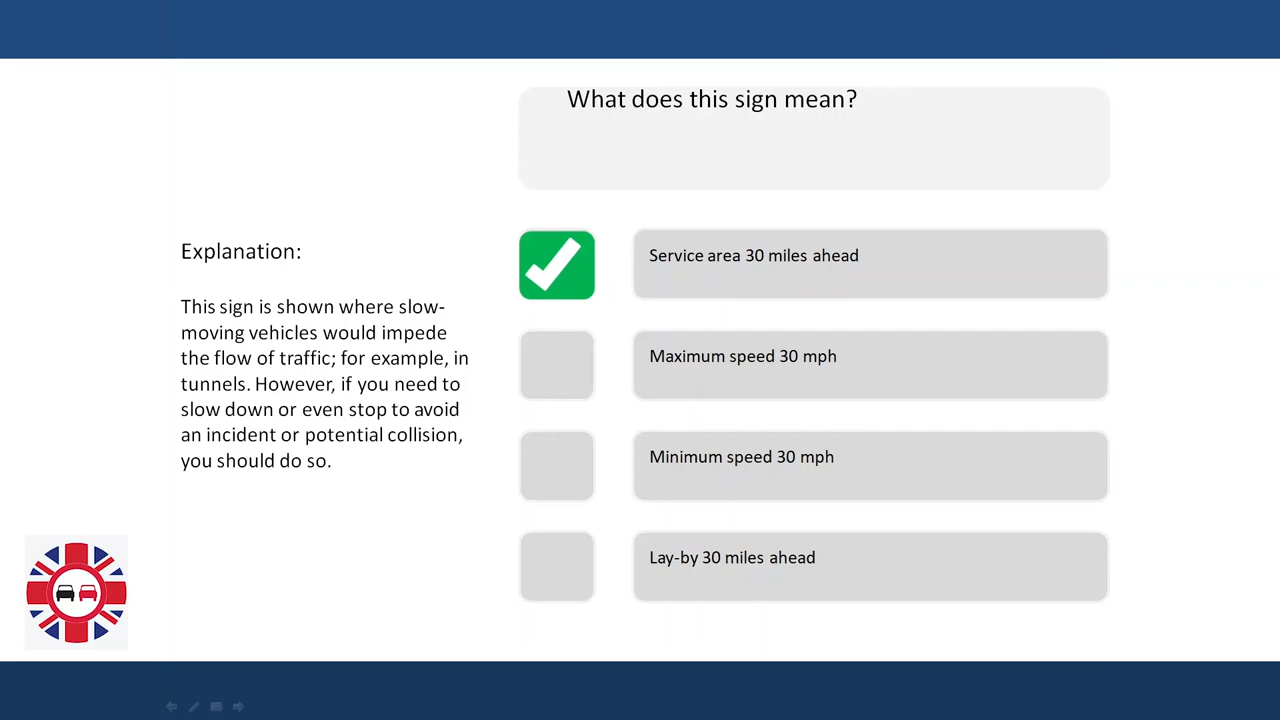 What does this sign mean?
Explanation:
This sign is shown where slow-
moving vehicles would impede
the flow of traffic; for example, in
tunnels. However, if you need to
slow down or even stop to avoid
an incident or potential collision,
you should do so.
Service area 30 miles ahead
Maximum speed 30 mph
Minimum speed 30 mph
Lay-by 30 miles ahead